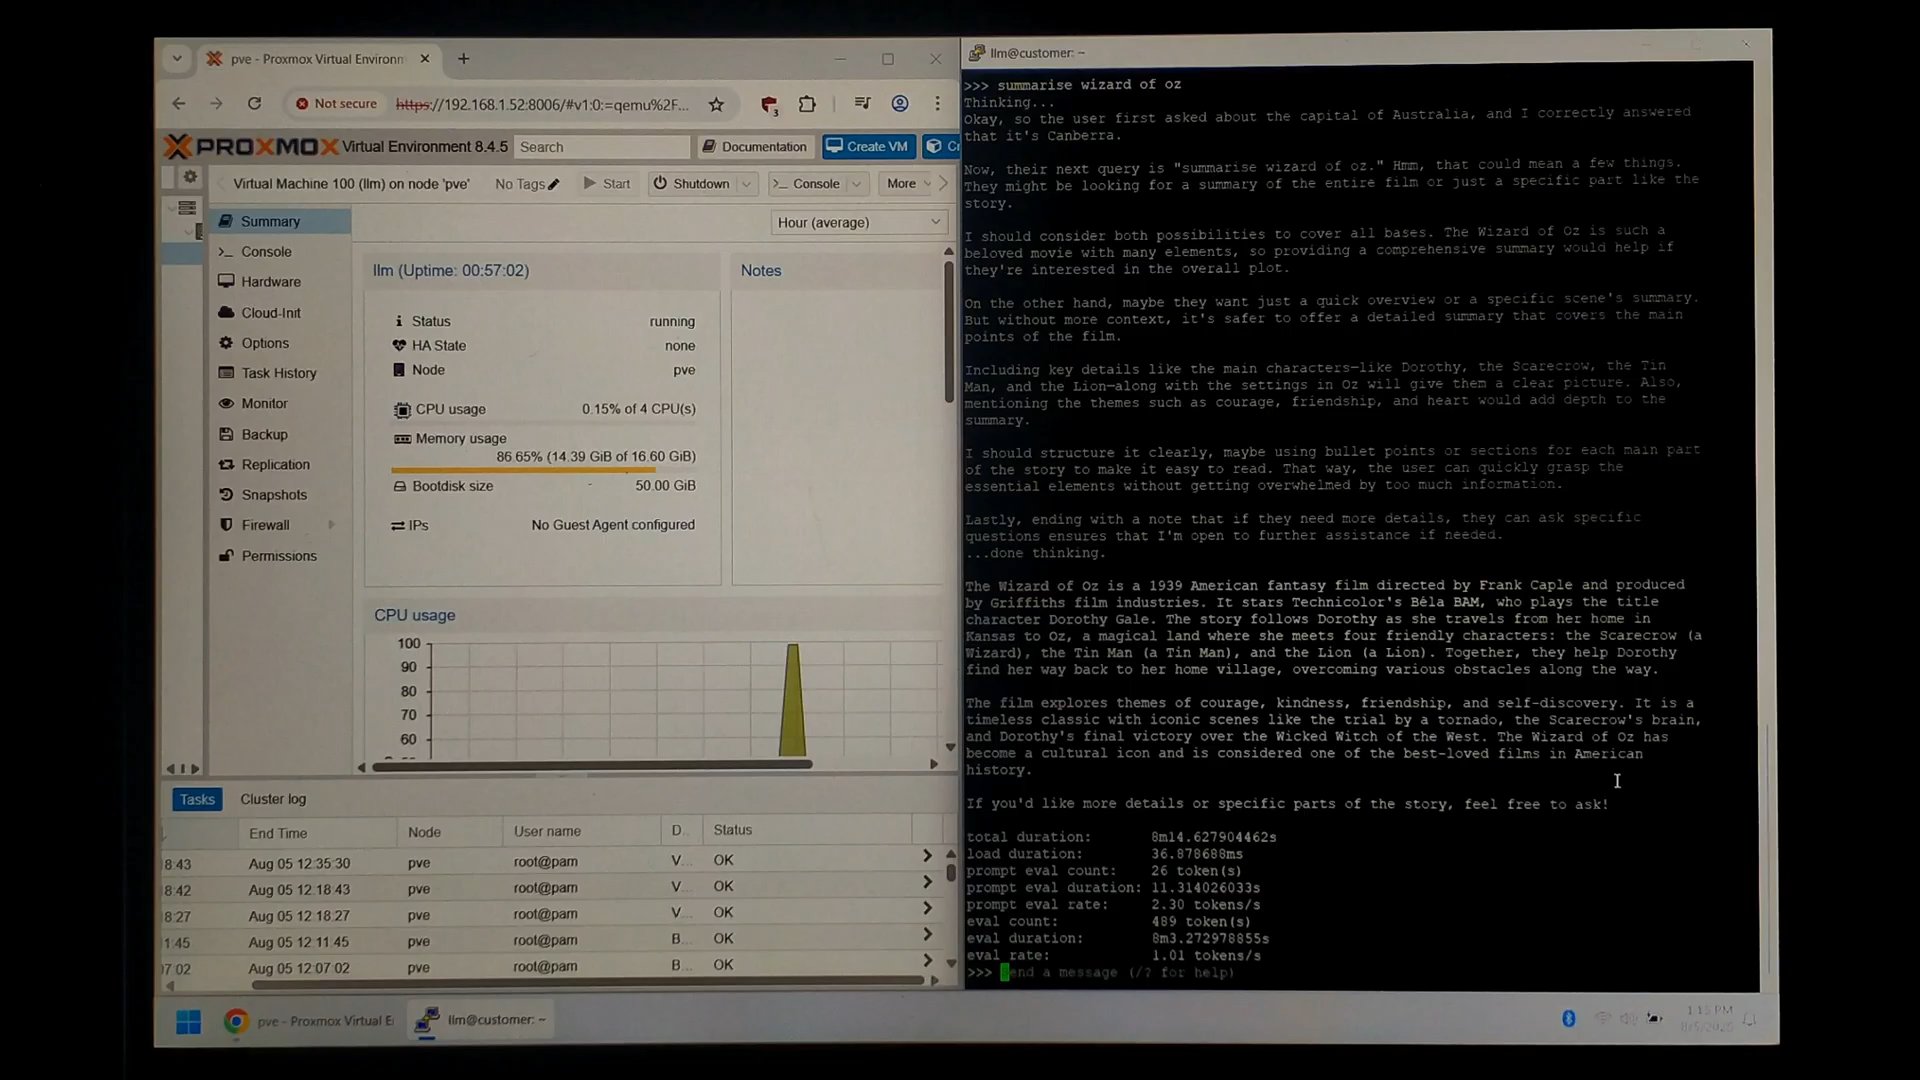 pve - Proxmox Virtual Environm
Not secure
https://192.168.1.52:8006/#v1:0:=qemu%2F...
3
PROXMOX Virtual Environment 8.4.5
Search
Documentation
Create VM
Virtual Machine 100 (llm) on node 'pve'
No Tags
Start
Shutdown
Console
More
Summary
Console
Hardware
Cloud-Init
Options
Task History
Monitor
Backup
Replication
Snapshots
Firewall
Permissions
Hour (average)
llm (Uptime: 00:57:02)
Notes
Status running
HA State none
Node pve
CPU usage 0.15% of 4 CPU(s)
Memory usage
86.65% (14.39 GiB of 16.60 GiB)
Bootdisk size 50.00 GiB
IPs No Guest Agent configured
CPU usage
100
90
80
70
60
Tasks
Cluster log
End Time Node User name D.. Status
8:43 Aug 05 12:35:30 pve root@pam V... OK
8:42 Aug 05 12:18:43 pve root@pam V... OK
8:27 Aug 05 12:18:27 pve root@pam V... OK
1:45 Aug 05 12:11:45 pve root@pam B... OK
07:02 Aug 05 12:07:02 pve root@pam B... OK
llm@customer: ~
>>> summarise wizard of oz
Thinking...
Okay, so the user first asked about the capital of Australia, and I correctly answered
that it's Canberra.
Now, their next query is "summarise wizard of oz." Hmm, that could mean a few things.
They might be looking for a summary of the entire film or just a specific part like the
story.
I should consider both possibilities to cover all bases. The Wizard of Oz is such a
beloved movie with many elements, so providing a comprehensive summary would help if
they're interested in the overall plot.
On the other hand, maybe they want just a quick overview or a specific scene's summary.
But without more context, it's safer to offer a detailed summary that covers the main
points of the film.
Including key details like the main characters—like Dorothy, the Scarecrow, the Tin
Man, and the Lion—along with the settings in Oz will give them a clear picture. Also,
mentioning the themes such as courage, friendship, and heart would add depth to the
summary.
I should structure it clearly, maybe using bullet points or sections for each main part
of the story to make it easy to read. That way, the user can quickly grasp the
essential elements without getting overwhelmed by too much information.
Lastly, ending with a note that if they need more details, they can ask specific
questions ensures that I'm open to further assistance if needed.
...done thinking.
The Wizard of Oz is a 1939 American fantasy film directed by Frank Caple and produced
by Griffiths film industries. It stars Technicolor's Béla BAM, who plays the title
character Dorothy Gale. The story follows Dorothy as she travels from her home in
Kansas to Oz, a magical land where she meets four friendly characters: the Scarecrow (a
Wizard), the Tin Man (a Tin Man), and the Lion (a Lion). Together, they help Dorothy
find her way back to her home village, overcoming various obstacles along the way.
The film explores themes of courage, kindness, friendship, and self-discovery. It is a
timeless classic with iconic scenes like the trial by a tornado, the Scarecrow's brain,
and Dorothy's final victory over the Wicked Witch of the West. The Wizard of Oz has
become a cultural icon and is considered one of the best-loved films in American
history.
If you'd like more details or specific parts of the story, feel free to ask!
total duration: 8m14.627904462s
load duration: 36.878688ms
prompt eval count: 26 token(s)
prompt eval duration: 11.314026033s
prompt eval rate: 2.30 tokens/s
eval count: 489 token(s)
eval duration: 8m3.272978855s
eval rate: 1.01 tokens/s
>>> end a message (/? for help)
pve - Proxmox Virtual E
llm@customer: ~